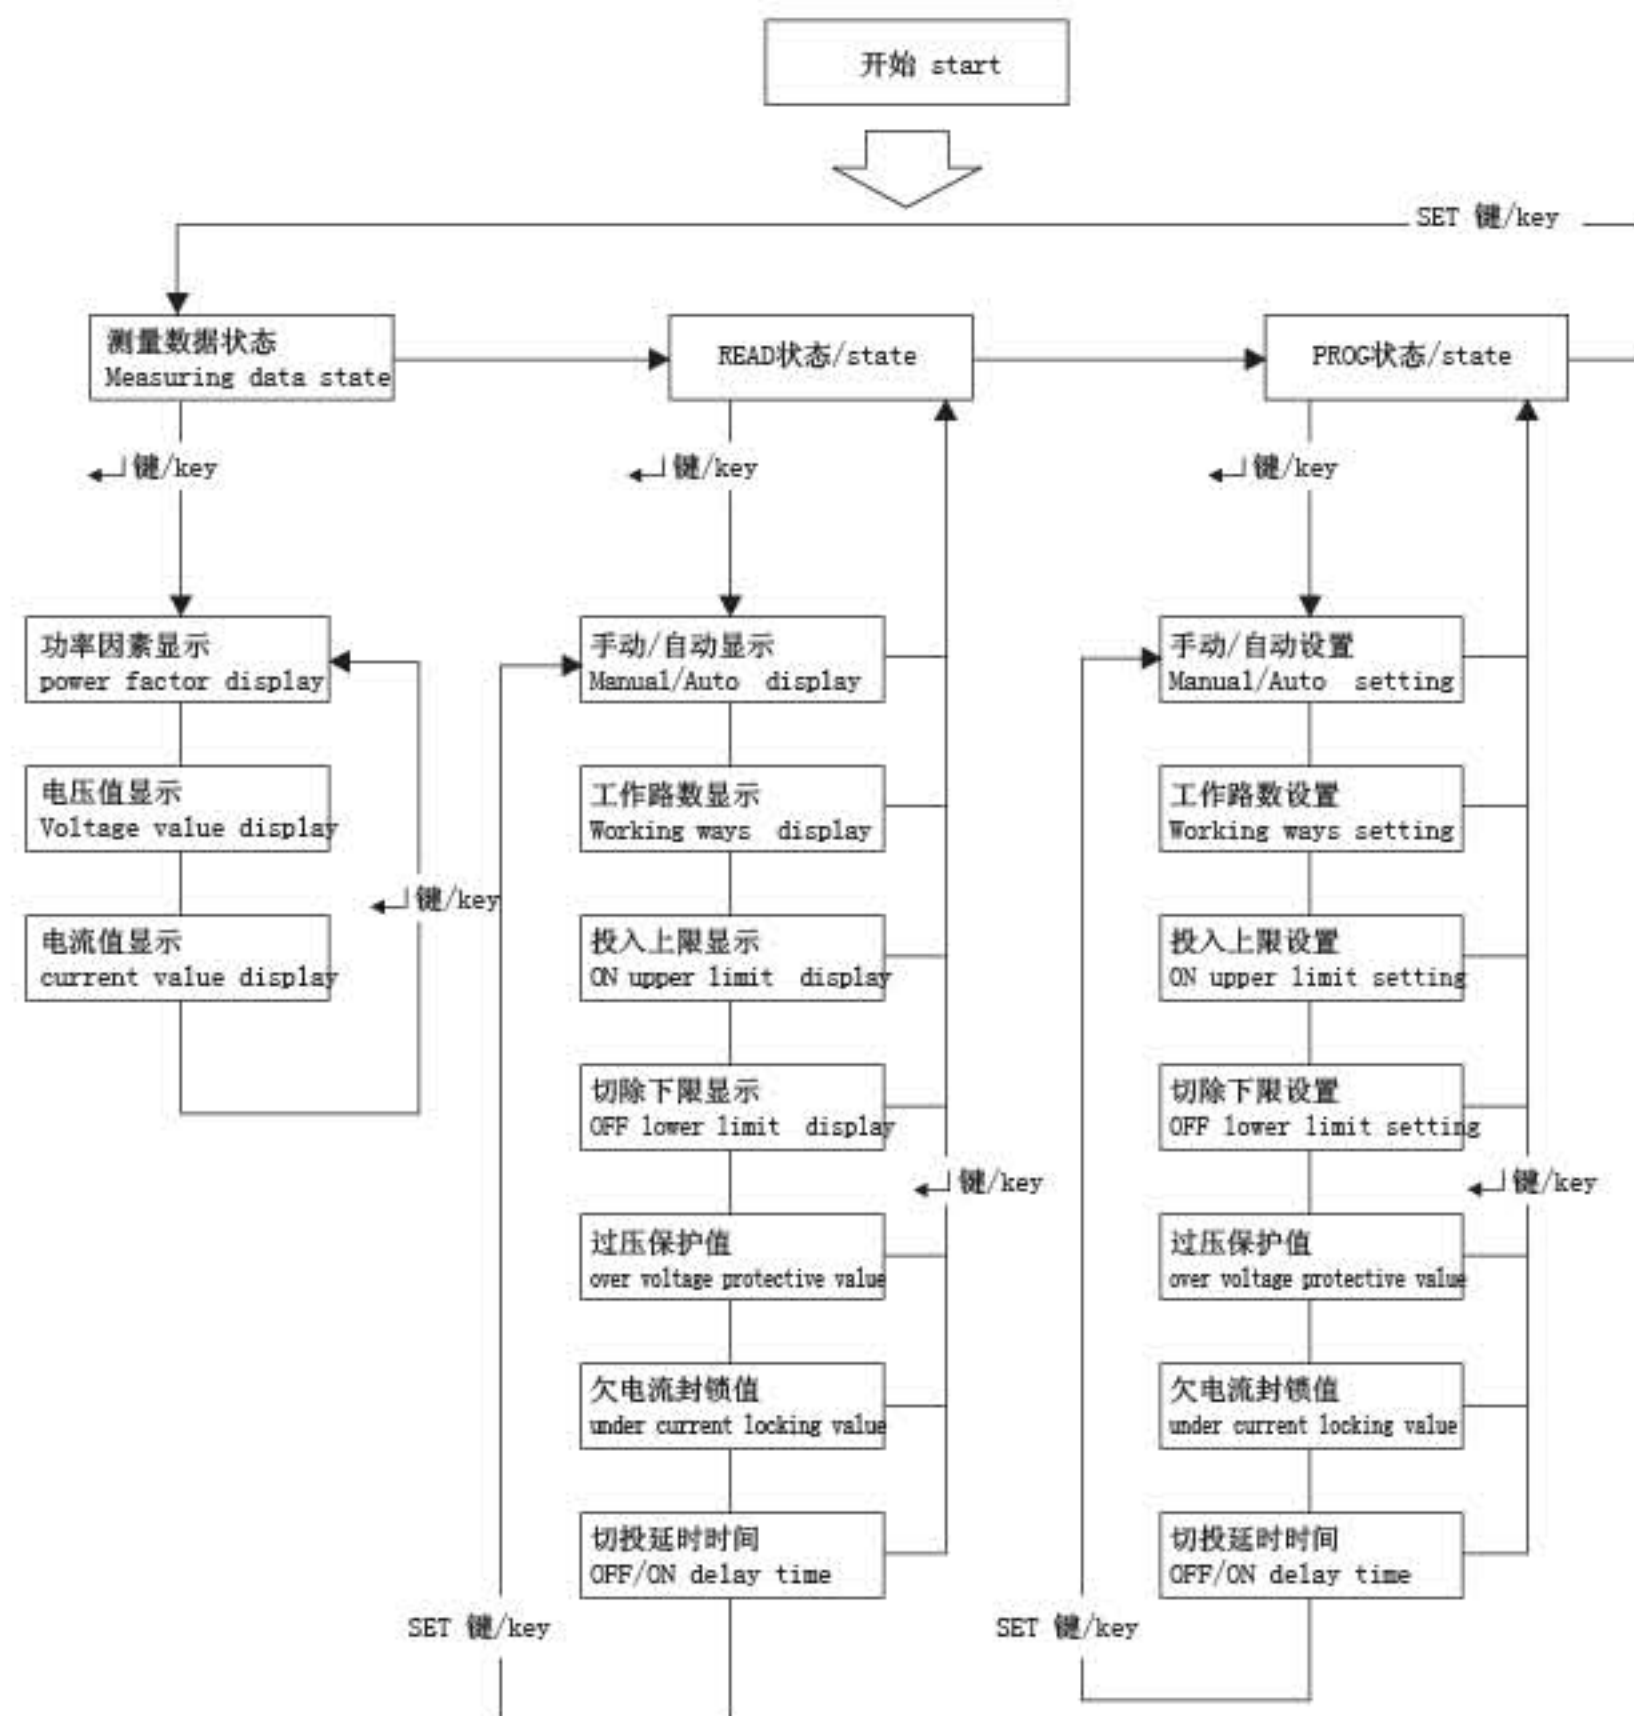 开始 start
SET 键/key
测量数据状态
Measuring data state
READ状态/state
PROG状态/state
键/key
键/key
键/key
功率因素显示
power factor display
手动/自动显示
Manual/Auto display
手动/自动设置
Manual/Auto setting
电压值显示
Voltage value display
工作路数显示
Working ways display
工作路数设置
Working ways setting
键/key
电流值显示
current value display
投入上限显示
ON upper limit display
投入上限设置
ON upper limit setting
切除下限显示
OFF lower limit display
切除下限设置
OFF lower limit setting
键/key
键/key
过压保护值
over voltage protective value
过压保护值
over voltage protective value
欠电流封锁值
under current locking value
欠电流封锁值
under current locking value
切投延时时间
OFF/ON delay time
切投延时时间
OFF/ON delay time
SET 键/key
SET 键/key